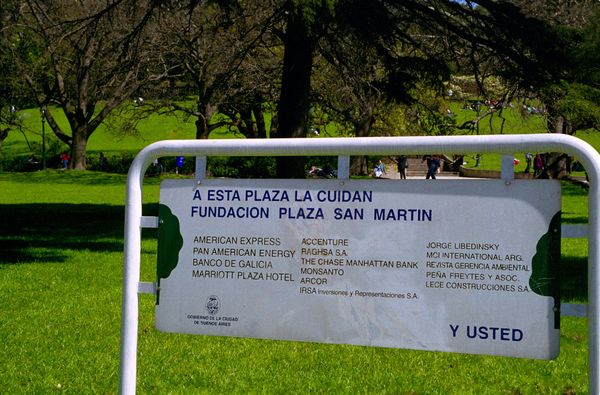 A ESTA PLAZA LA CUIDAN
FUNDACION PLAZA SAN MARTIN
AMERICAN EXPRESS
PAN AMERICAN ENERGY
BANCO DE GALICIA
MARRIOTT PLAZA HOTEL
ACCENTURE
RAGHSA S.A.
THE CHASE MANHATTAN BANK
MONSANTO
ARCOR
IRSA Inversiones y Representaciones S.A.
JORGE LIBEDINSKY
MCI INTERNATIONAL ARG.
REVISTA GERENCIA AMBIENTAL
PEÑA FREYTES Y ASOC.
LECE CONSTRUCCIONES S.A.
GOBIERNO DE LA CIUDAD
DE BUENOS AIRES
Y USTED